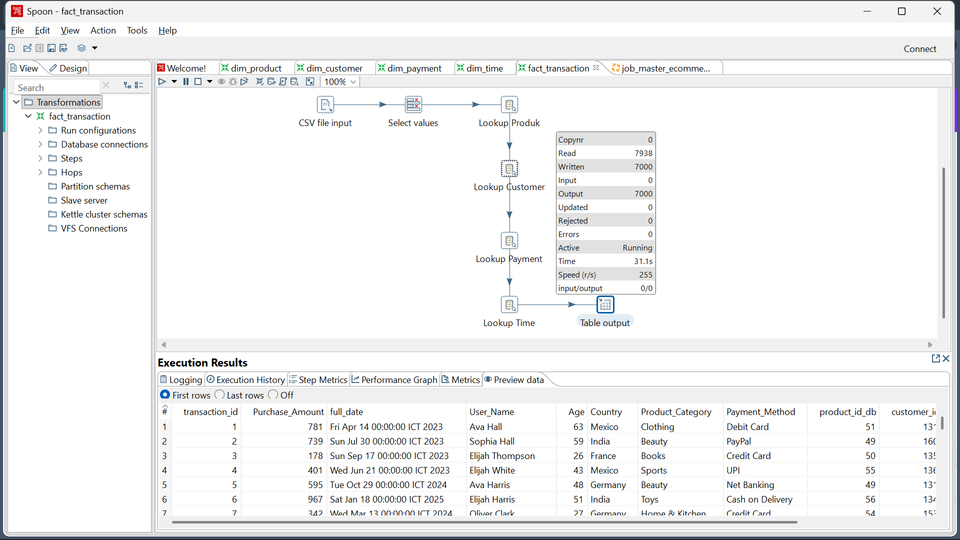 Spoon - fact_transaction
File Edit View Action Tools Help
Connect
View Design
Welcome! dim_product dim_customer dim_payment dim_time fact_transaction job_master_ecomme...
100%
Search
Transformations
fact_transaction
Run configurations
Database connections
Steps
Hops
Partition schemas
Slave server
Kettle cluster schemas
VFS Connections
CSV file input
Select values
Lookup Produk
Lookup Customer
Lookup Payment
Lookup Time
Table output
Copynr 0
Read 7938
Written 7000
Input 0
Output 7000
Updated 0
Rejected 0
Errors 0
Active Running
Time 31.1s
Speed (r/s) 255
input/output 0/0
Execution Results
Logging Execution History Step Metrics Performance Graph Metrics Preview data
First rows Last rows Off
# transaction_id Purchase_Amount full_date User_Name Age Country Product_Category Payment_Method product_id_db customer_i
1 1 781 Fri Apr 14 00:00:00 ICT 2023 Ava Hall 63 Mexico Clothing Debit Card 51 131
2 2 739 Sun Jul 30 00:00:00 ICT 2023 Sophia Hall 59 India Beauty PayPal 49 160
3 3 178 Sun Sep 17 00:00:00 ICT 2023 Elijah Thompson 26 France Books Credit Card 50 135
4 4 401 Wed Jun 21 00:00:00 ICT 2023 Elijah White 43 Mexico Sports UPI 55 136
5 5 595 Tue Oct 29 00:00:00 ICT 2024 Ava Harris 48 Germany Beauty Net Banking 49 131
6 6 967 Sat Jan 18 00:00:00 ICT 2025 Elijah Harris 51 India Toys Cash on Delivery 56 134
7 7 342 Wed Mar 13 00:00:00 ICT 2024 Oliver Clark 27 Germany Home & Kitchen Credit Card 54